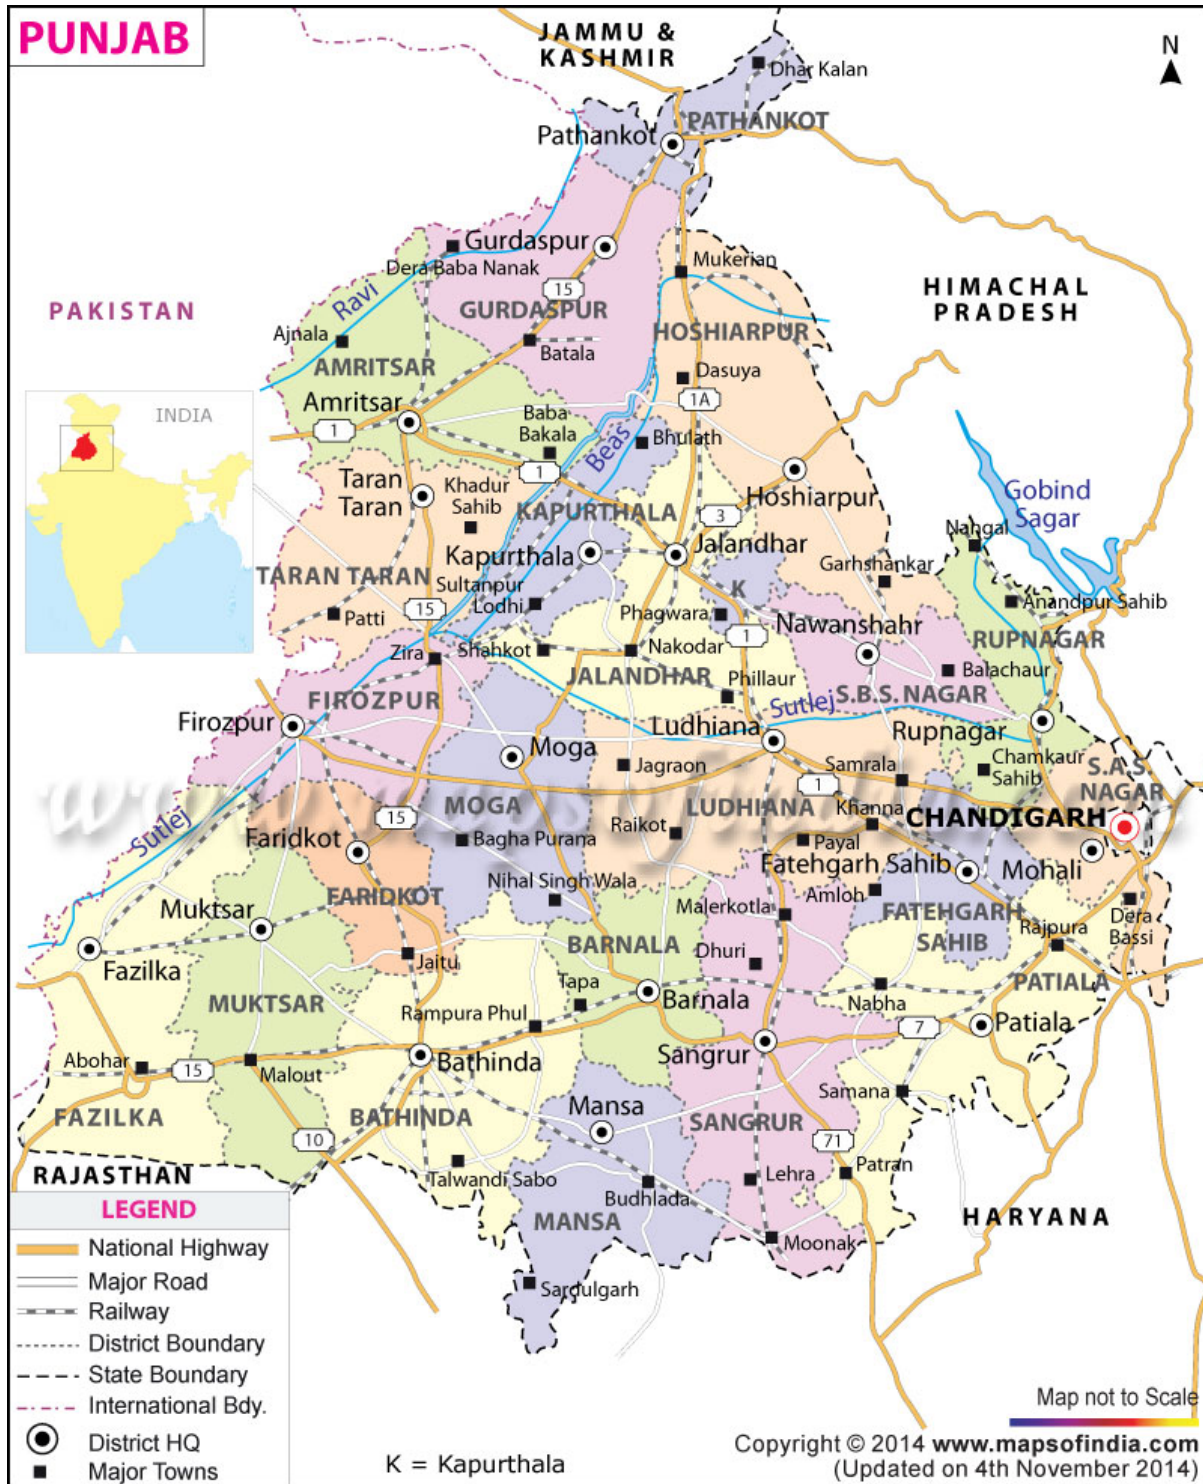 PUNJAB
JAMMU &
KASHMIR
N
Dhar Kalan
PATHANKOT
Pathankot
Gurdaspur
Dera Baba Nanak
Mukerian
HIMACHAL
PRADESH
PAKISTAN
Ravi
15
GURDASPUR
HOSHIARPUR
Ajnala
Batala
AMRITSAR
Dasuya
INDIA
Amritsar
1A
1
Baba
Bakala
Beas
Bhulath
1
Taran
Taran
Khadur
Sahib
Hoshiarpur
Gobind
Sagar
KAPURTHALA
3
Nangal
Kapurthala
Jalandhar
Garhshankar
TARAN TARAN
Sultanpur
Lodhi
K
Anandpur Sahib
15
Patti
Phagwara
1
Nawanshahr
RUPNAGAR
Zira
Shahkot
Nakodar
JALANDHAR
Balachaur
FIROZPUR
Phillaur
S.B.S. NAGAR
Sutlej
Firozpur
Ludhiana
Rupnagar
Moga
Jagraon
Samrala
Chamkaur
Sahib
S.A.S.
NAGAR
www.mapsofindia.com
1
MOGA
LUDHIANA
Khanna
CHANDIGARH
15
Sutlej
Faridkot
Bagha Purana
Raikot
Payal
Mohali
Fatehgarh Sahib
Nihal Singh Wala
Amloh
FARIDKOT
Muktsar
Malerkotla
FATEHGARH
SAHIB
Dera
Bassi
Rajpura
Fazilka
Jaitu
BARNALA
Dhuri
PATIALA
MUKTSAR
Tapa
Barnala
Nabha
Rampura Phul
Patiala
7
Abohar
15
Malout
Bathinda
Sangrur
Samana
FAZILKA
BATHINDA
Mansa
SANGRUR
10
71
RAJASTHAN
Talwandi Sabo
Budhlada
Lehra
Patran
MANSA
HARYANA
Moonak
Sardulgarh
LEGEND
National Highway
Major Road
Railway
District Boundary
State Boundary
International Bdy.
District HQ
Major Towns
K = Kapurthala
Map not to Scale
Copyright © 2014 www.mapsofindia.com
(Updated on 4th November 2014)